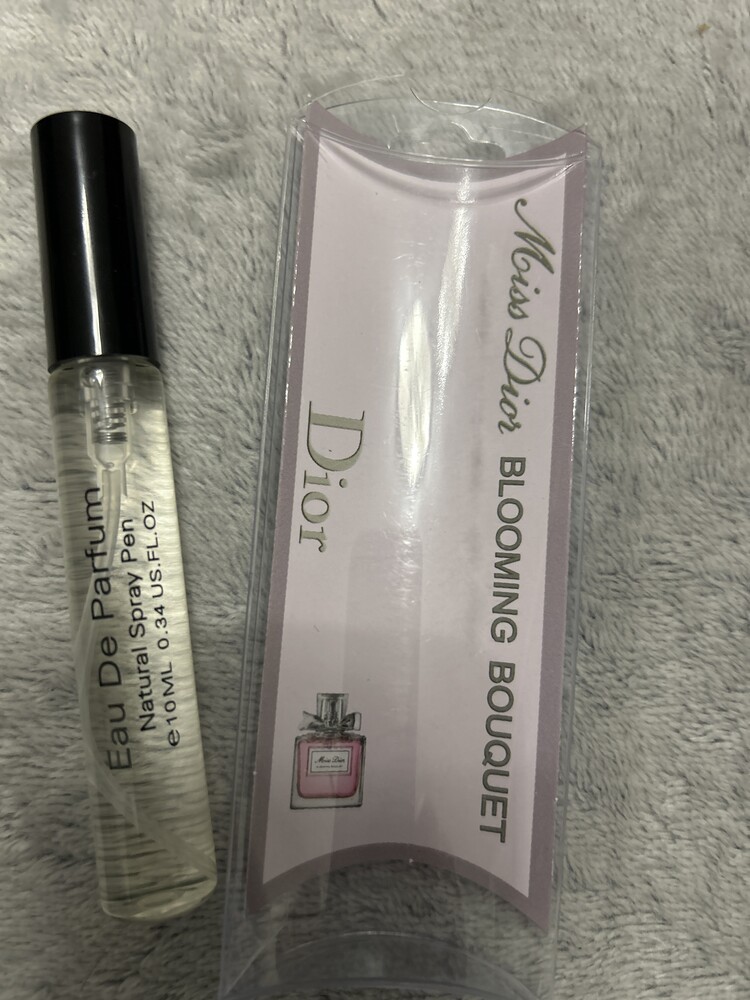 Eau De Parfum
Natural Spray Pen
e10ML 0.34 US.FL.OZ
Miss Dior BLOOMING BOUQUET
Dior
Miss Dior